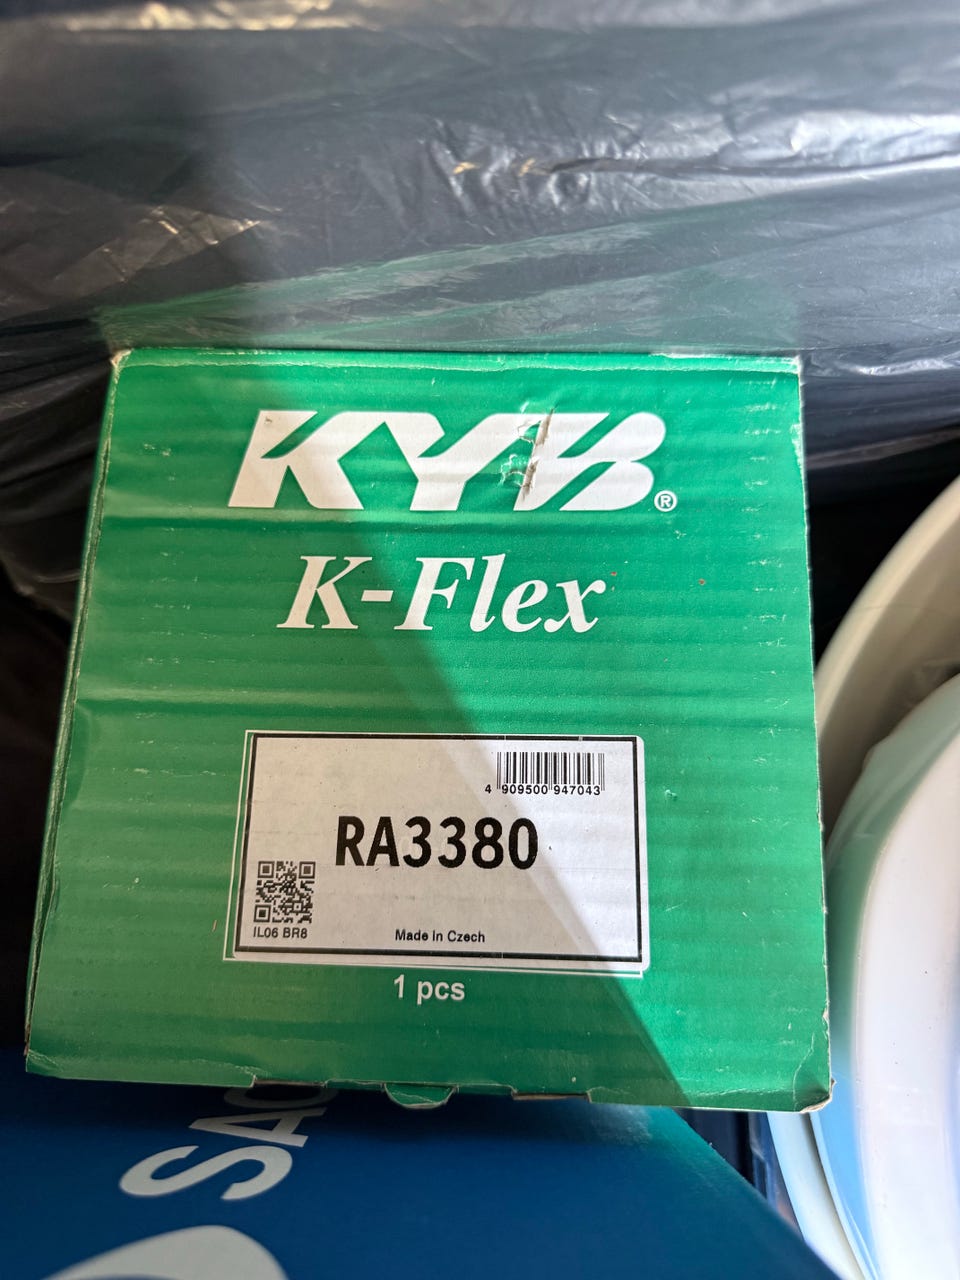 KYB®
K-Flex
4 909500 947043
RA3380
IL06 BR8
Made in Czech
1 pcs